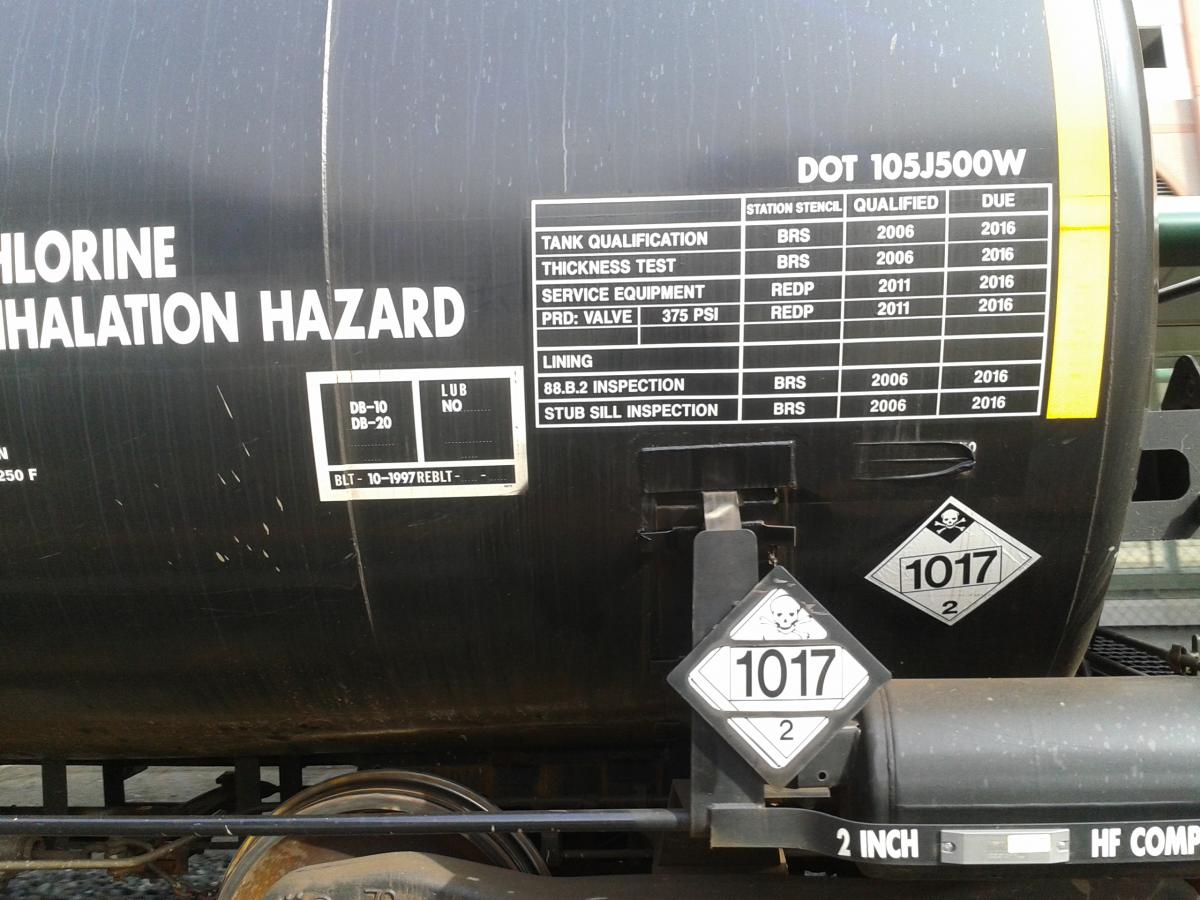 DOT 105J500W
STATION STENCIL QUALIFIED DUE
TANK QUALIFICATION BRS 2006 2016
THICKNESS TEST BRS 2006 2016
SERVICE EQUIPMENT REDP 2011 2016
PRD: VALVE 375 PSI REDP 2011 2016
LINING
88.B.2 INSPECTION BRS 2006 2016
STUB SILL INSPECTION BRS 2006 2016
HLORINE
NHALATION HAZARD
DB-10
DB-20
LUB
NO
BLT- 10-1997 REBLT- -
N
250 F
1017
2
1017
2
2 INCH HF COMP